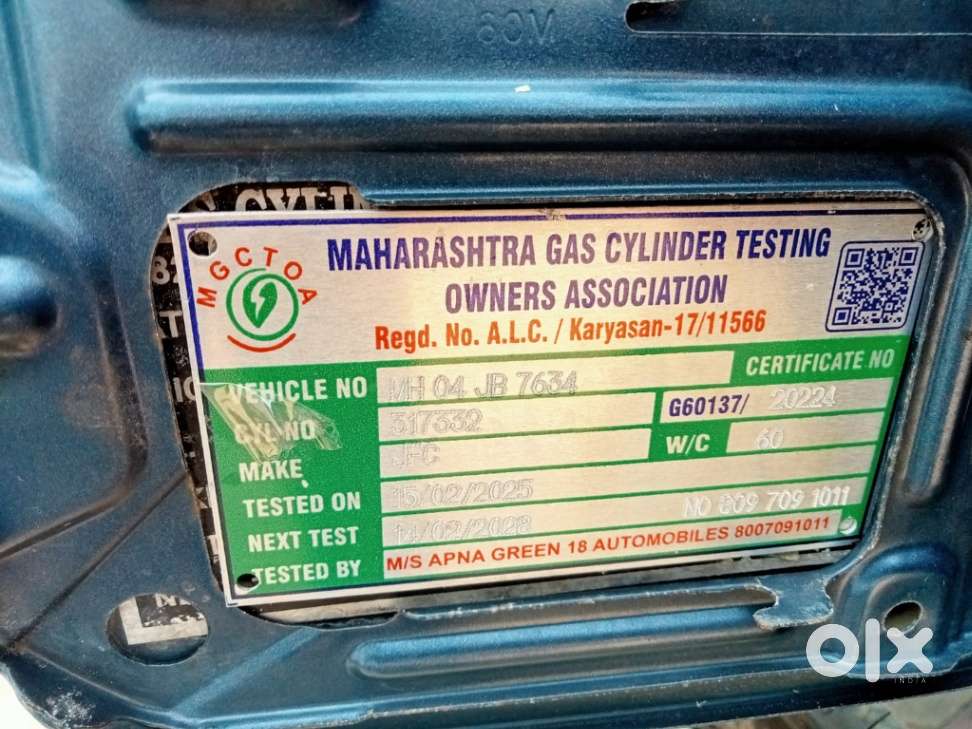 60M
CYLIN
MGCTOA
MAHARASHTRA GAS CYLINDER TESTING
OWNERS ASSOCIATION
Regd. No. A.L.C. / Karyasan-17/11566
CERTIFICATE NO
VEHICLE NO MH 04 JB 7634
G60137/ 20224
CYL NO 317332
W/C 60
MAKE JFC
TESTED ON 15/02/2025
NEXT TEST 14/02/2028 NO 809 709 1011
TESTED BY M/S APNA GREEN 18 AUTOMOBILES 8007091011
olx
INDIA